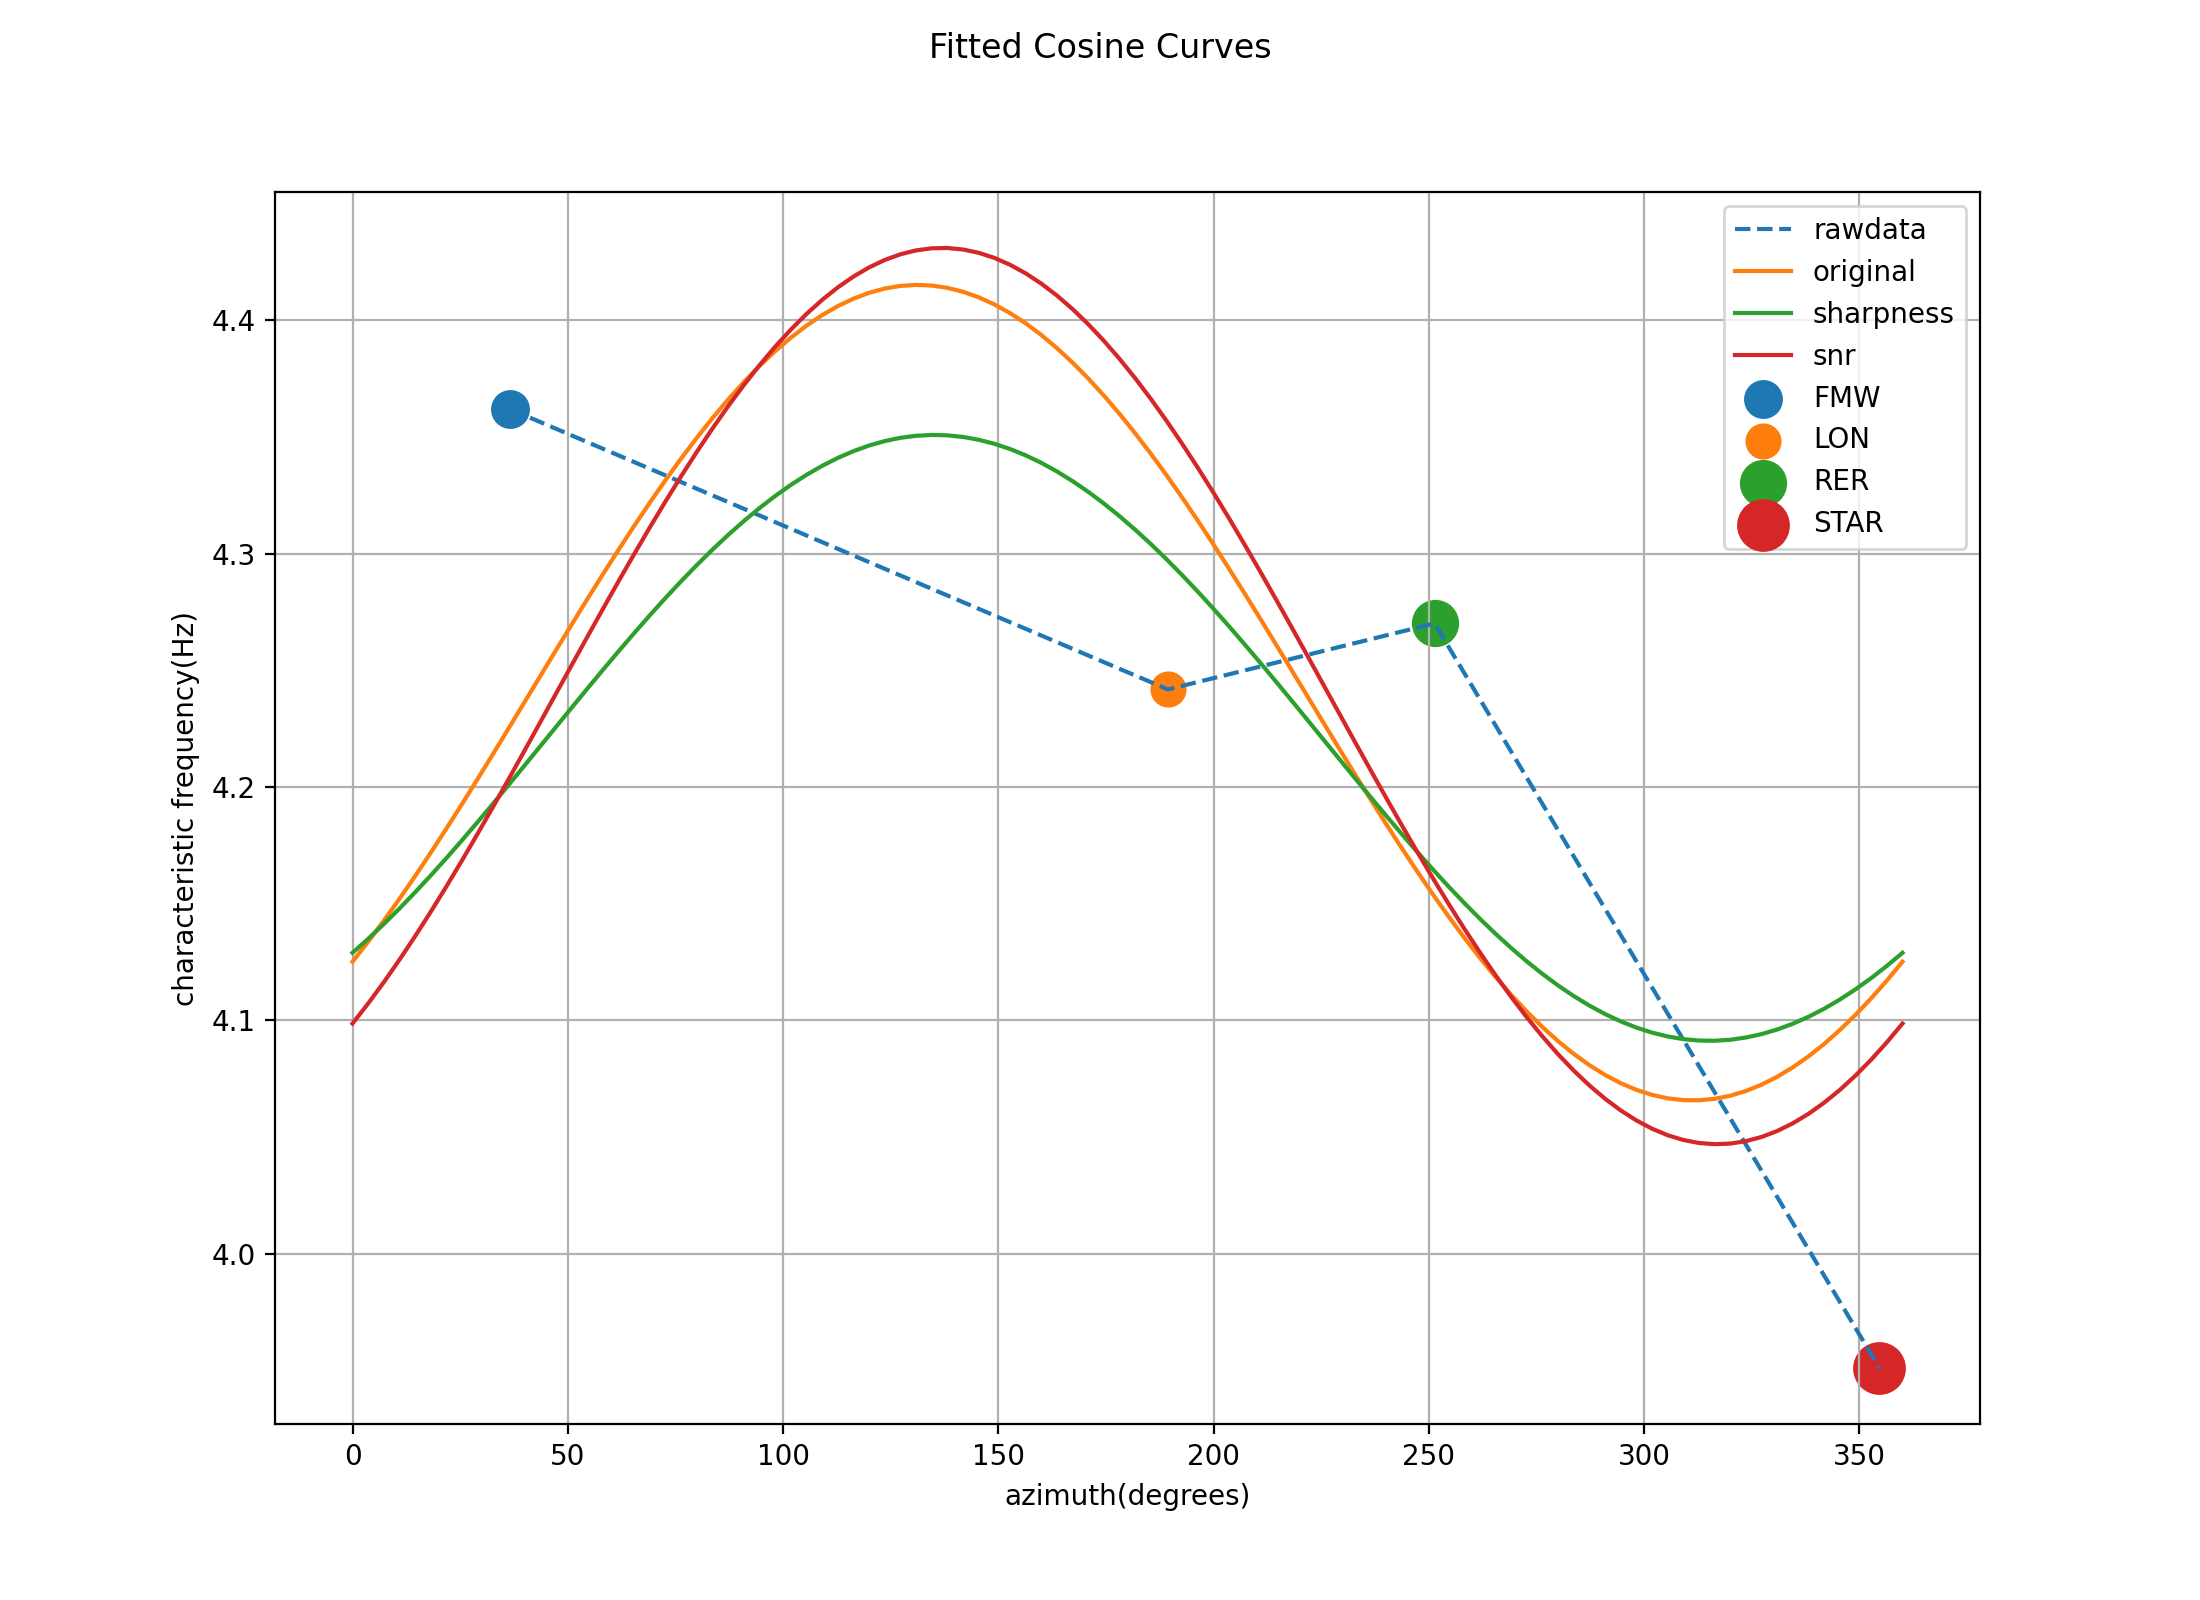 Fitted Cosine Curves
rawdata
original
sharpness
snr
FMW
LON
RER
STAR
4.4
4.3
4.2
4.1
4.0
characteristic frequency(Hz)
0 50 100 150 200 250 300 350
azimuth(degrees)